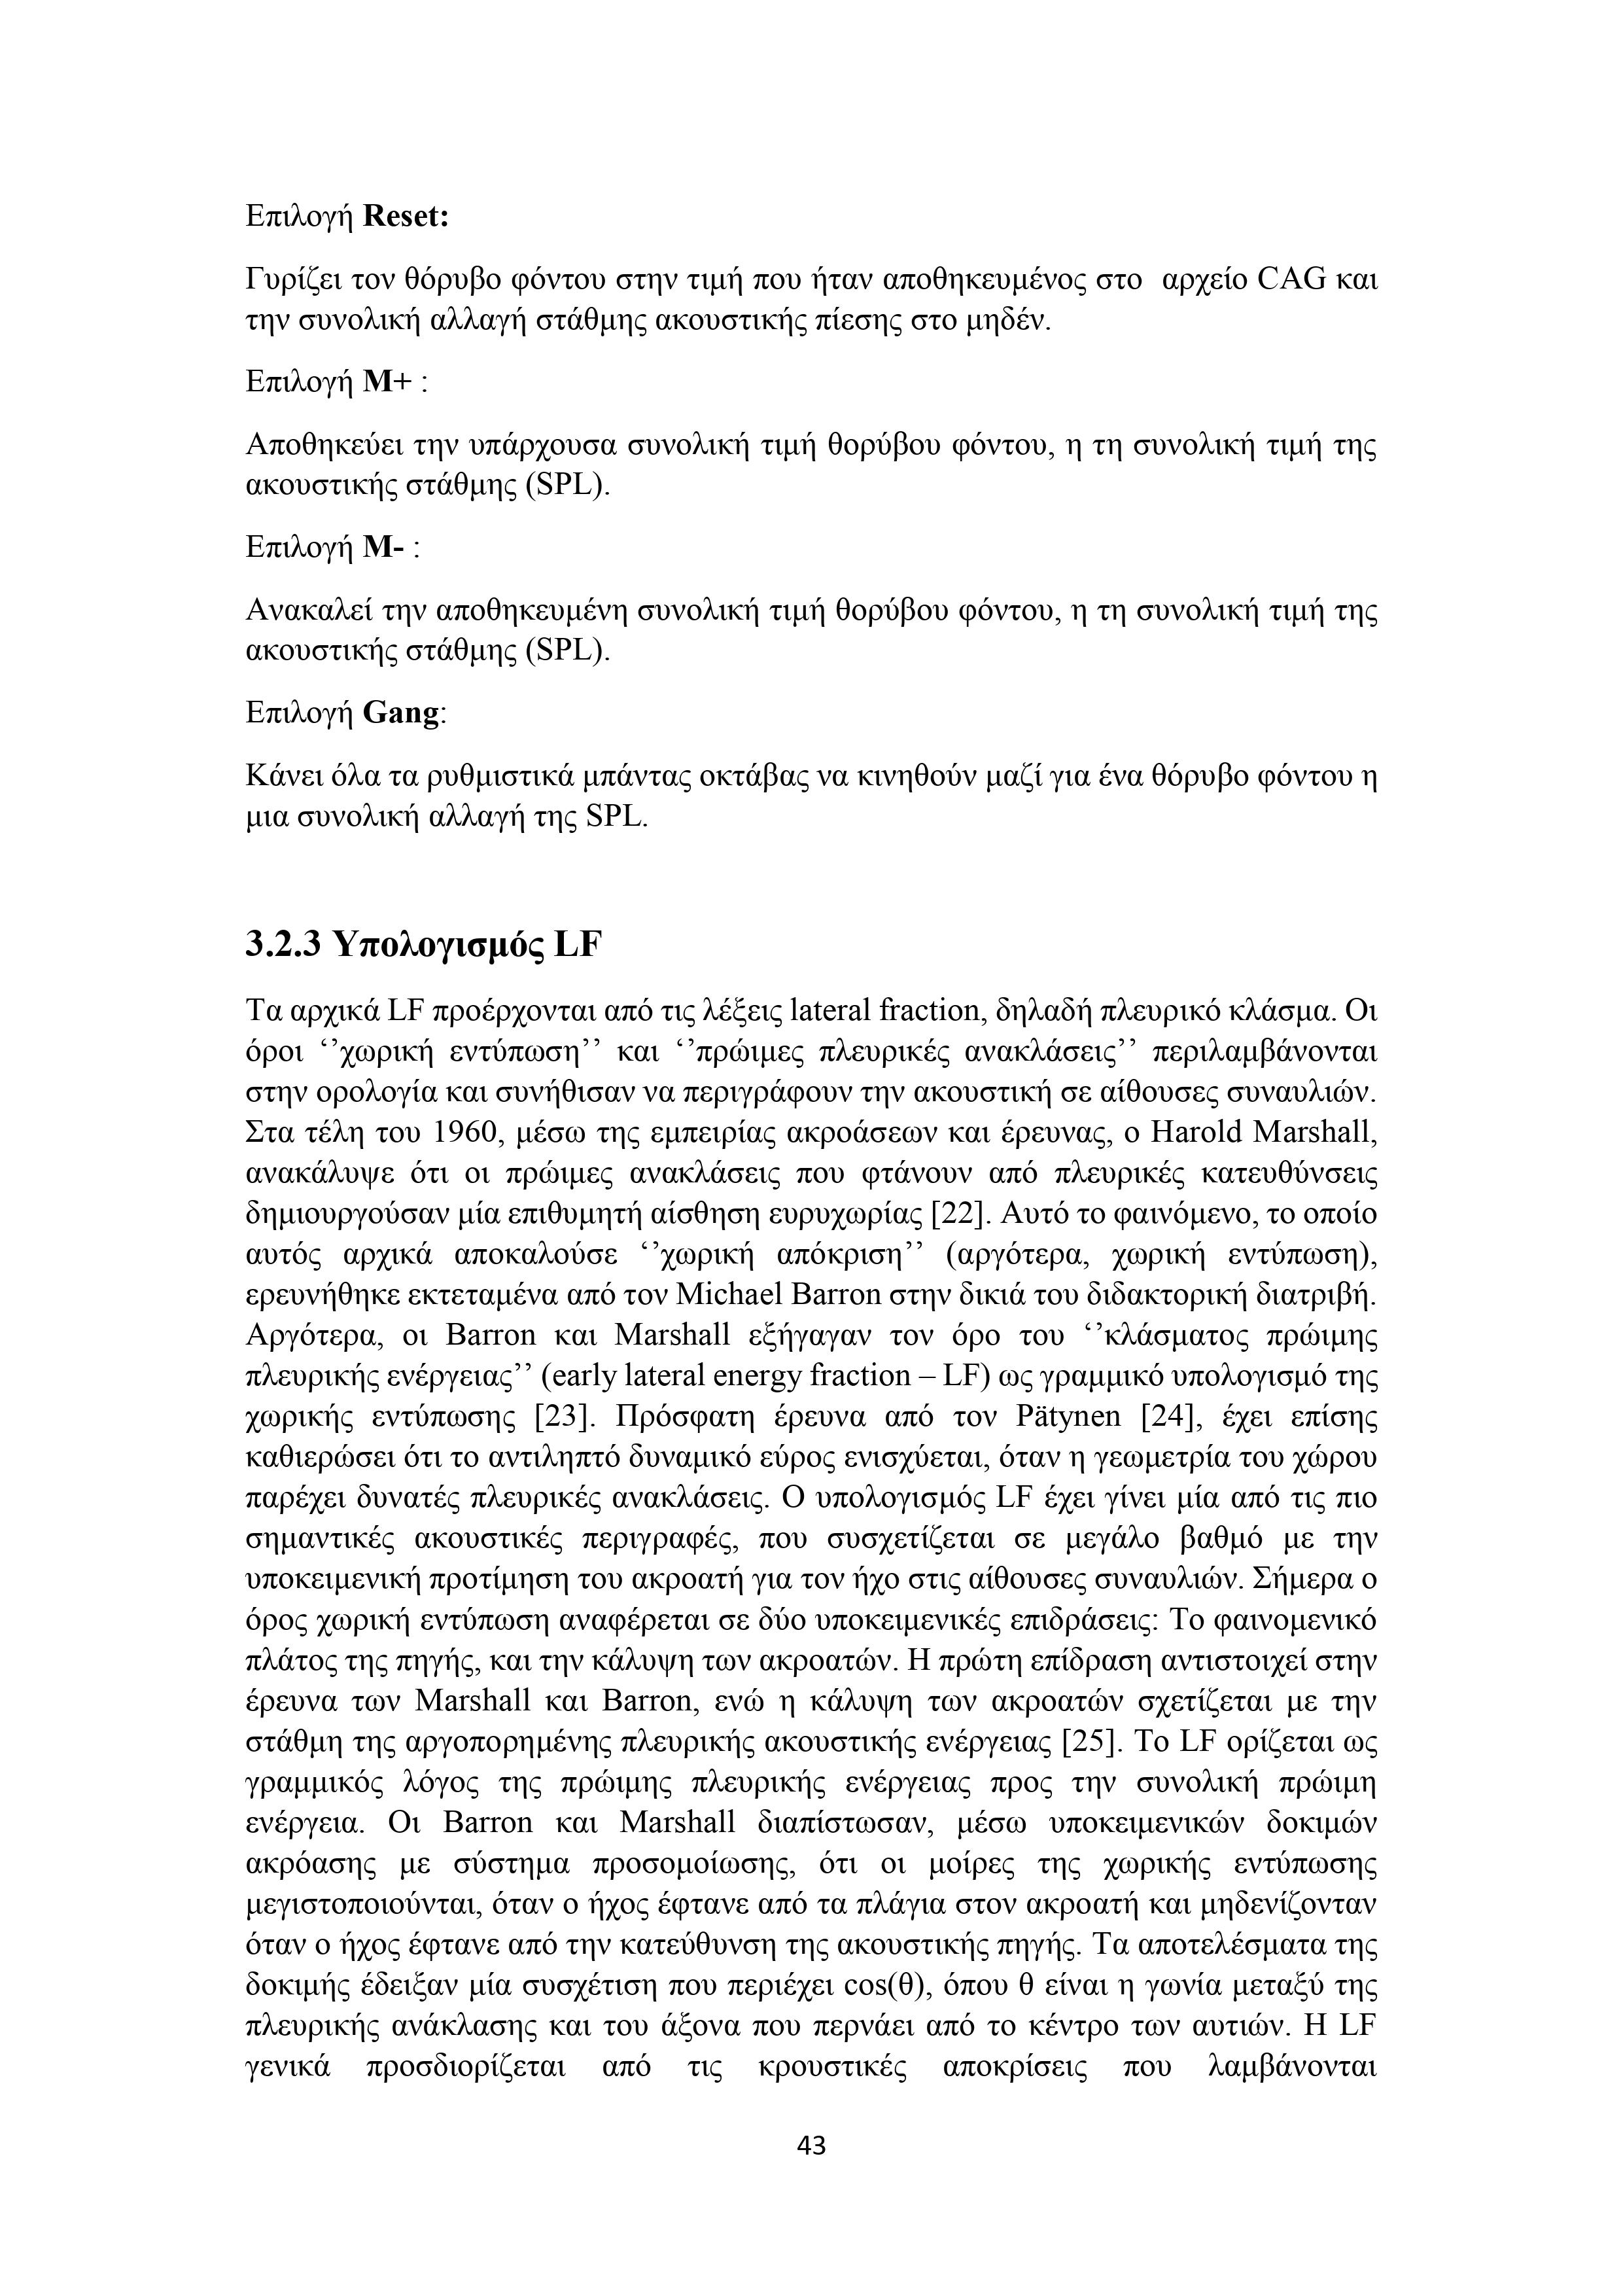 Επιλογή Reset:
Γυρίζει τον θόρυβο φόντου στην τιμή που ήταν αποθηκευμένος στο  αρχείο CAG και
την συνολική αλλαγή στάθμης ακουστικής πίεσης στο μηδέν.
Επιλογή M+ :
Αποθηκεύει την υπάρχουσα συνολική τιμή θορύβου φόντου, η τη συνολική τιμή της
ακουστικής στάθμης (SPL).
Επιλογή M- :
Ανακαλεί την αποθηκευμένη συνολική τιμή θορύβου φόντου, η τη συνολική τιμή της
ακουστικής στάθμης (SPL).
Επιλογή Gang:
Κάνει όλα τα ρυθμιστικά μπάντας οκτάβας να κινηθούν μαζί για ένα θόρυβο φόντου η
μια συνολική αλλαγή της SPL.
3.2.3 Υπολογισμός LF
Τα αρχικά LF προέρχονται από τις λέξεις lateral fraction, δηλαδή πλευρικό κλάσμα. Οι
όροι ‘’χωρική εντύπωση’’ και ‘’πρώιμες πλευρικές ανακλάσεις’’ περιλαμβάνονται
στην ορολογία και συνήθισαν να περιγράφουν την ακουστική σε αίθουσες συναυλιών.
Στα τέλη του 1960, μέσω της εμπειρίας ακροάσεων και έρευνας, ο Harold Marshall,
ανακάλυψε ότι οι πρώιμες ανακλάσεις που φτάνουν από πλευρικές κατευθύνσεις
δημιουργούσαν μία επιθυμητή αίσθηση ευρυχωρίας [22]. Αυτό το φαινόμενο, το οποίο
αυτός αρχικά αποκαλούσε ‘’χωρική απόκριση’’ (αργότερα, χωρική εντύπωση),
ερευνήθηκε εκτεταμένα από τον Michael Barron στην δικιά του διδακτορική διατριβή.
Αργότερα, οι Barron και Marshall εξήγαγαν τον όρο του ‘’κλάσματος πρώιμης
πλευρικής ενέργειας’’ (early lateral energy fraction – LF) ως γραμμικό υπολογισμό της
χωρικής εντύπωσης [23]. Πρόσφατη έρευνα από τον Pätynen [24], έχει επίσης
καθιερώσει ότι το αντιληπτό δυναμικό εύρος ενισχύεται, όταν η γεωμετρία του χώρου
παρέχει δυνατές πλευρικές ανακλάσεις. Ο υπολογισμός LF έχει γίνει μία από τις πιο
σημαντικές ακουστικές περιγραφές, που συσχετίζεται σε μεγάλο βαθμό με την
υποκειμενική προτίμηση του ακροατή για τον ήχο στις αίθουσες συναυλιών. Σήμερα ο
όρος χωρική εντύπωση αναφέρεται σε δύο υποκειμενικές επιδράσεις: Το φαινομενικό
πλάτος της πηγής, και την κάλυψη των ακροατών. Η πρώτη επίδραση αντιστοιχεί στην
έρευνα των Marshall και Barron, ενώ η κάλυψη των ακροατών σχετίζεται με την
στάθμη της αργοπορημένης πλευρικής ακουστικής ενέργειας [25]. Το LF ορίζεται ως
γραμμικός λόγος της πρώιμης πλευρικής ενέργειας προς την συνολική πρώιμη
ενέργεια. Οι Barron και Marshall διαπίστωσαν, μέσω υποκειμενικών δοκιμών
ακρόασης με σύστημα προσομοίωσης, ότι οι μοίρες της χωρικής εντύπωσης
μεγιστοποιούνται, όταν ο ήχος έφτανε από τα πλάγια στον ακροατή και μηδενίζονταν
όταν ο ήχος έφτανε από την κατεύθυνση της ακουστικής πηγής. Τα αποτελέσματα της
δοκιμής έδειξαν μία συσχέτιση που περιέχει cos(θ), όπου θ είναι η γωνία μεταξύ της
πλευρικής ανάκλασης και του άξονα που περνάει από το κέντρο των αυτιών. Η LF
γενικά προσδιορίζεται από τις κρουστικές αποκρίσεις που λαμβάνονται
43